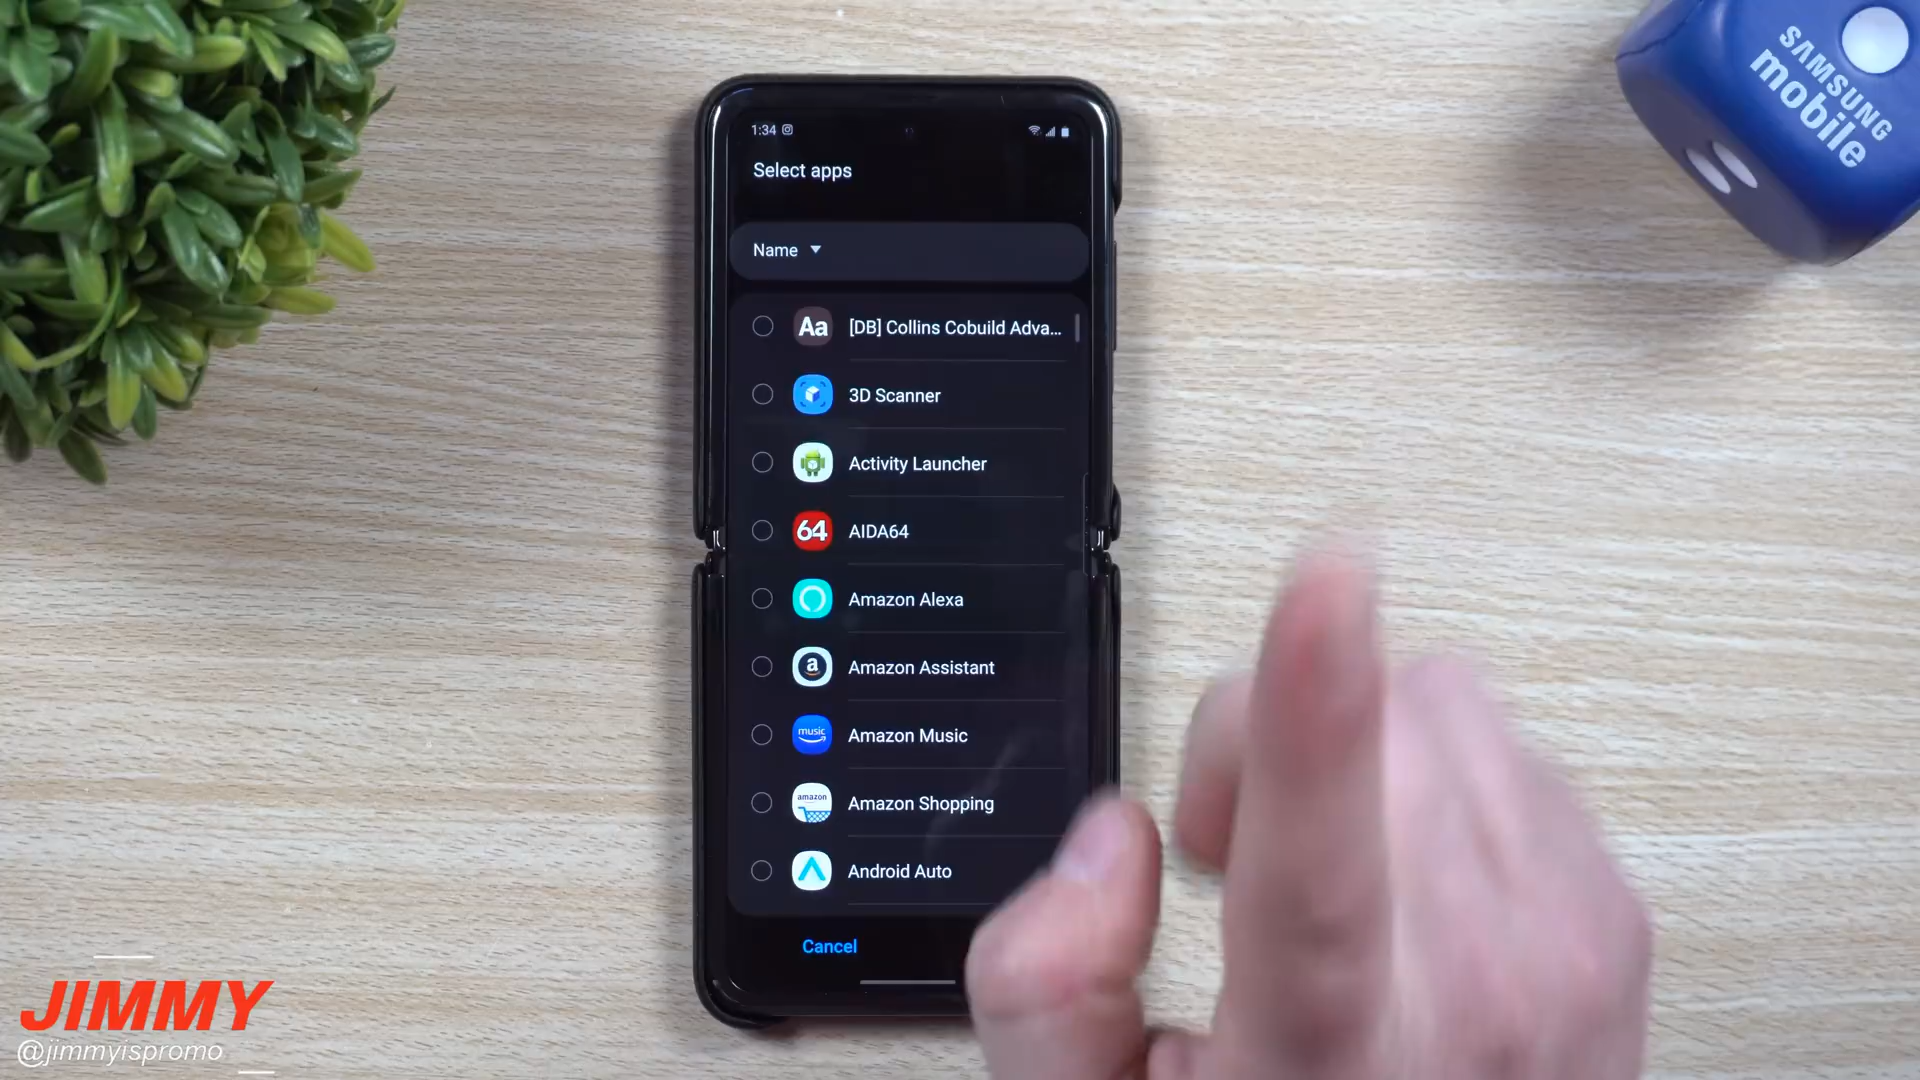 SAMSUNG
mobile
1:34
Select apps
Name
Aa [DB] Collins Cobuild Adva...
3D Scanner
Activity Launcher
64 AIDA64
Amazon Alexa
a Amazon Assistant
music Amazon Music
amazon Amazon Shopping
Android Auto
Cancel
JIMMY
@jimmyispromo